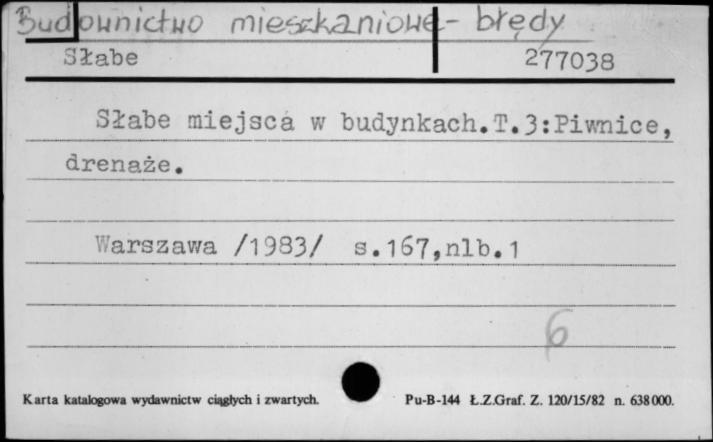 Budownictwo mieszkaniowe - błędy
Słabe 277038
Słabe miejsca w budynkach.T.3:Piwnice,
drenaże.
Warszawa /1983/ s.167,nlb.1
6
Karta katalogowa wydawnictw ciągłych i zwartych. Pu-B-144 Ł.Z.Graf. Z. 120/15/82 n. 638000.